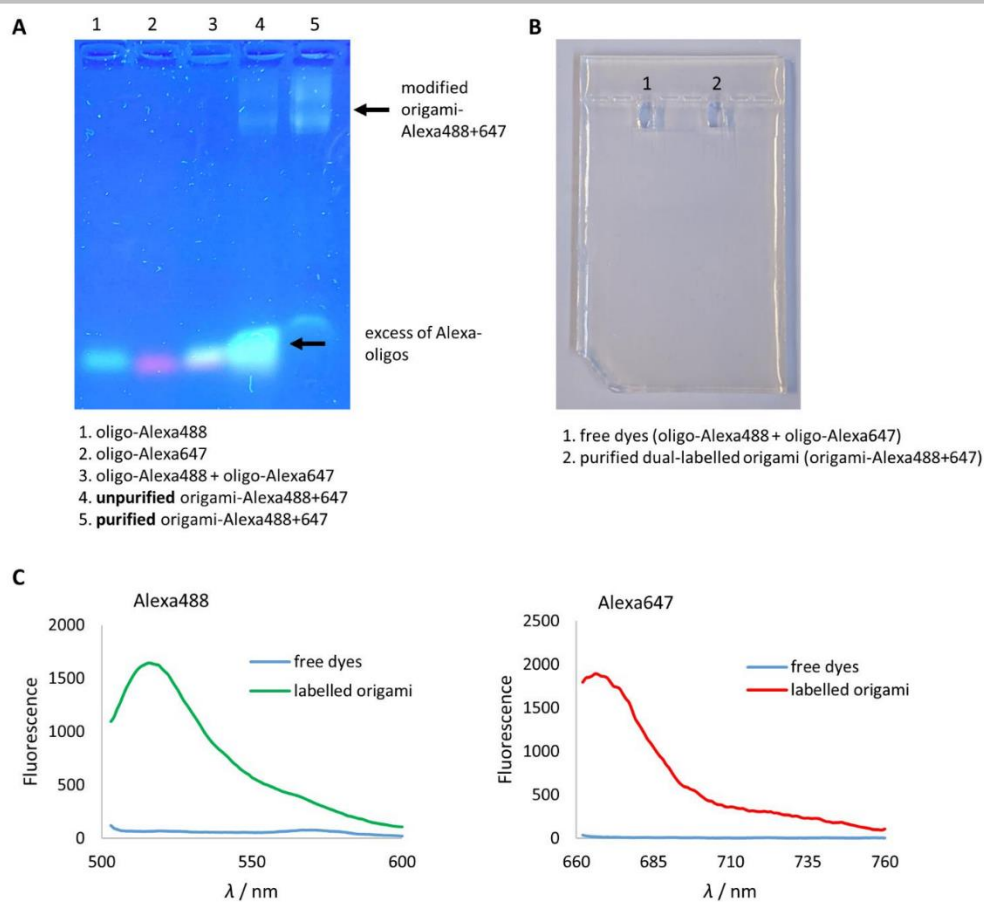 A
1 2 3 4 5
modified
origami-
Alexa488+647
excess of Alexa-
oligos
1. oligo-Alexa488
2. oligo-Alexa647
3. oligo-Alexa488 + oligo-Alexa647
4. unpurified origami-Alexa488+647
5. purified origami-Alexa488+647
B
1 2
1. free dyes (oligo-Alexa488 + oligo-Alexa647)
2. purified dual-labelled origami (origami-Alexa488+647)
C
Alexa488
Fluorescence
2000
1500
1000
500
0
free dyes
labelled origami
500 550 600
λ / nm
Alexa647
Fluorescence
2500
2000
1500
1000
500
0
free dyes
labelled origami
660 685 710 735 760
λ / nm